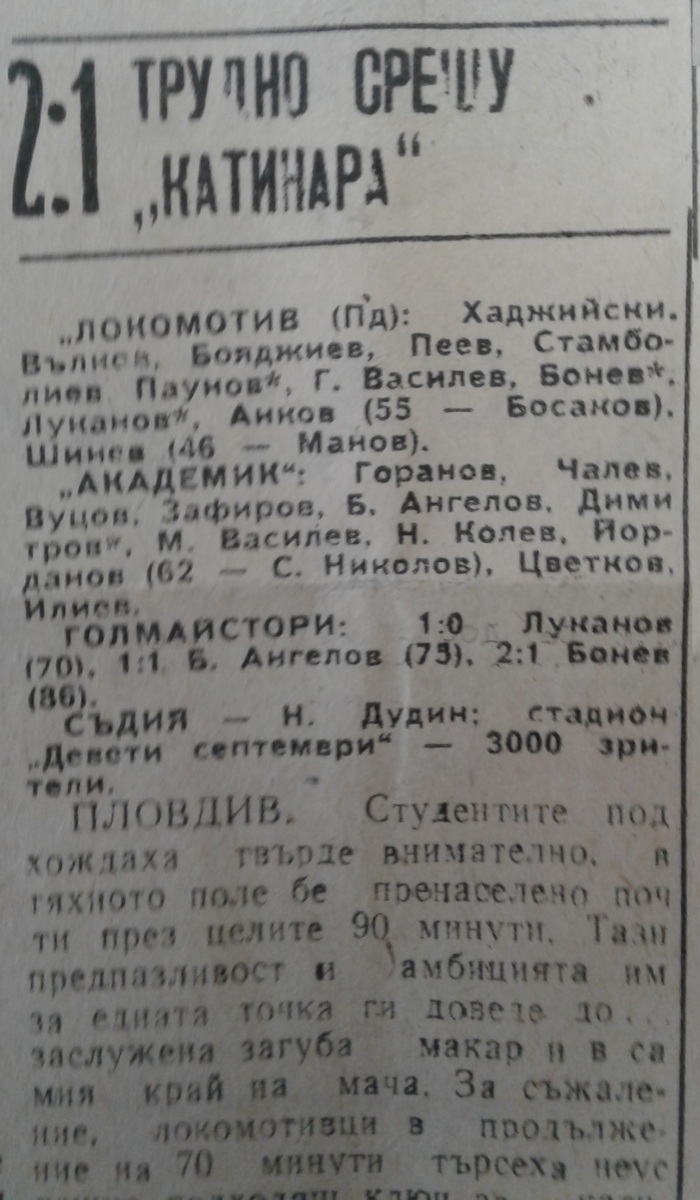 2:1 ТРУДНО СРЕЩУ
„КАТИНАРА“
„ЛОКОМОТИВ (Пд): Хаджийски,
Вълиев, Бояджиев, Пеев, Стамбо-
лиев Паунов*, Г. Василев, Бонев*,
Луканов*, Анков (55 — Босаков),
Шинев (46 — Манов).
„АКАДЕМИК“: Горанов, Чалев,
Вуцов, Зафиров, Б. Ангелов, Дими
тров*, М. Василев, Н. Колев, Йор-
данов (62 — С. Николов), Цветков,
Илиев.
ГОЛМАЙСТОРИ: 1:0 Луканов
(70), 1:1 Б. Ангелов (75), 2:1 Бонев
(86).
СЪДИЯ — Н. Дудин; стадион
„Девети септември“ — 3000 зри-
тели.
ПЛОВДИВ. Студентите под
хождаха твърде внимателно, в
тяхното поле бе пренаселено поч
ти през целите 90 минути. Тази
предпазливост и амбицията им
за едната точка ги доведе до...
заслужена загуба макар и в са
мия край на мача. За съжале-
ние, локомотивци в продълже-
ние на 70 минути търсеха неус
подходящ ключ